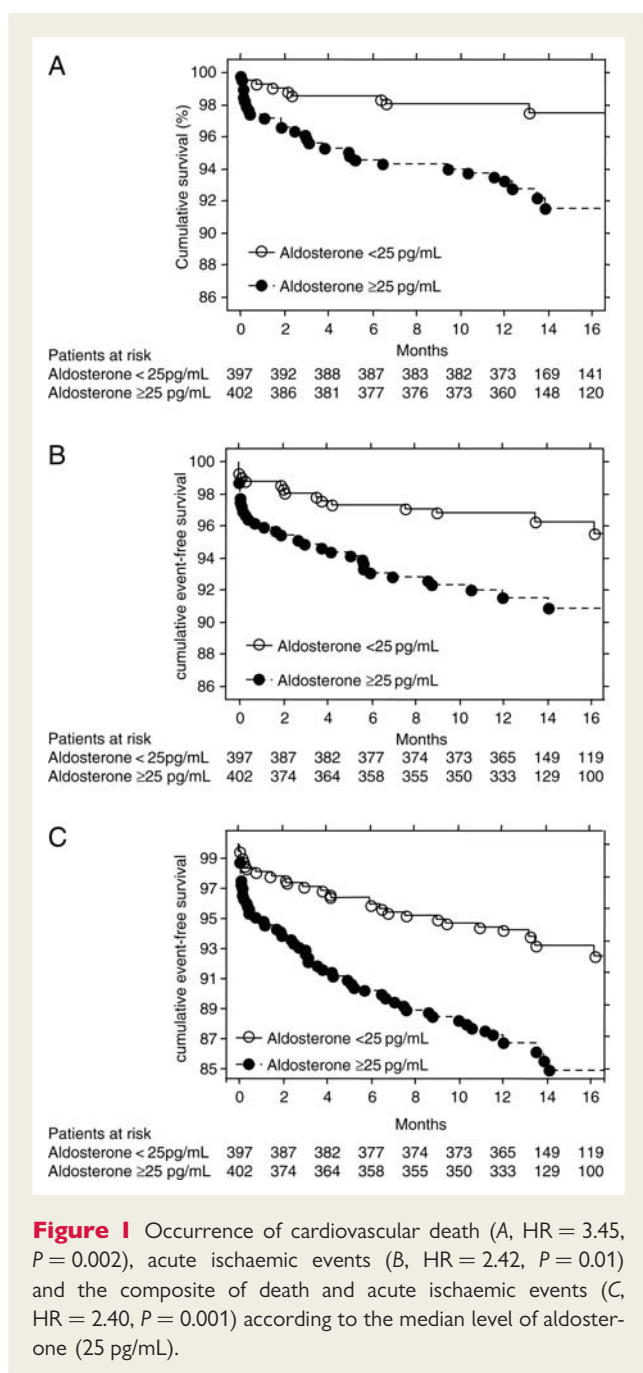 A
Cumulative survival (%)
100
98
96
94
92
90
88
86
Aldosterone <25 pg/mL
Aldosterone ≥25 pg/mL
0 2 4 6 8 10 12 14 16
Months
Patients at risk
Aldosterone < 25pg/mL 397 392 388 387 383 382 373 169 141
Aldosterone ≥25 pg/mL 402 386 381 377 376 373 360 148 120
B
cumulative event-free survival
100
98
96
94
92
90
88
86
Aldosterone <25 pg/mL
Aldosterone ≥25 pg/mL
0 2 4 6 8 10 12 14 16
Months
Patients at risk
Aldosterone < 25pg/mL 397 387 382 377 374 373 365 149 119
Aldosterone ≥25 pg/mL 402 374 364 358 355 350 333 129 100
C
cumulative event-free survival
99
97
95
93
91
89
87
85
Aldosterone <25 pg/mL
Aldosterone ≥25 pg/mL
0 2 4 6 8 10 12 14 16
Months
Patients at risk
Aldosterone < 25pg/mL 397 387 382 377 374 373 365 149 119
Aldosterone ≥25 pg/mL 402 374 364 358 355 350 333 129 100
Figure 1 Occurrence of cardiovascular death (A, HR = 3.45,
P = 0.002), acute ischaemic events (B, HR = 2.42, P = 0.01)
and the composite of death and acute ischaemic events (C,
HR = 2.40, P = 0.001) according to the median level of aldoster-
one (25 pg/mL).